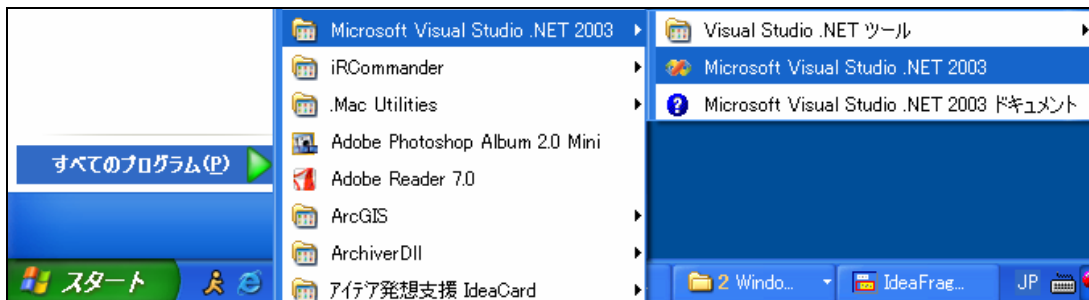 Microsoft Visual Studio .NET 2003
iRCommander
.Mac Utilities
Adobe Photoshop Album 2.0 Mini
Adobe Reader 7.0
ArcGIS
ArchiverDll
アイデア発想支援 IdeaCard
Visual Studio .NET ツール
Microsoft Visual Studio .NET 2003
Microsoft Visual Studio .NET 2003 ドキュメント
すべてのプログラム(P)
スタート
2 Windo...
IdeaFrag...
JP